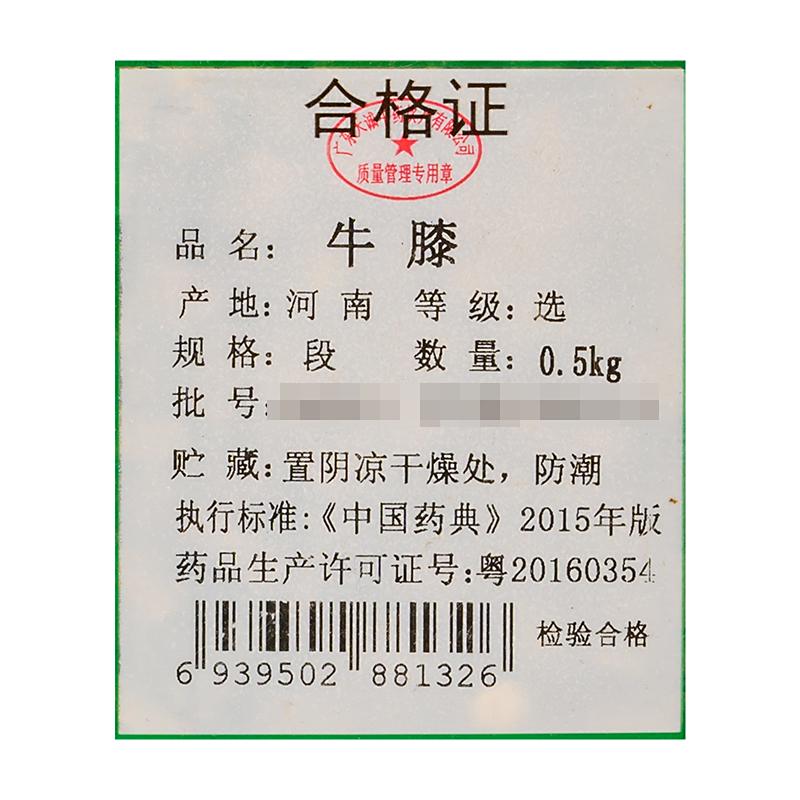 合格证
质量管理专用章
品 名: 牛 膝
产 地: 河 南 等 级: 选
规 格: 段 数 量: 0.5kg
批 号:
贮 藏: 置阴凉干燥处, 防潮
执行标准:《中国药典》2015年版
药品生产许可证号:粤20160354
检验合格
6 939502 881326